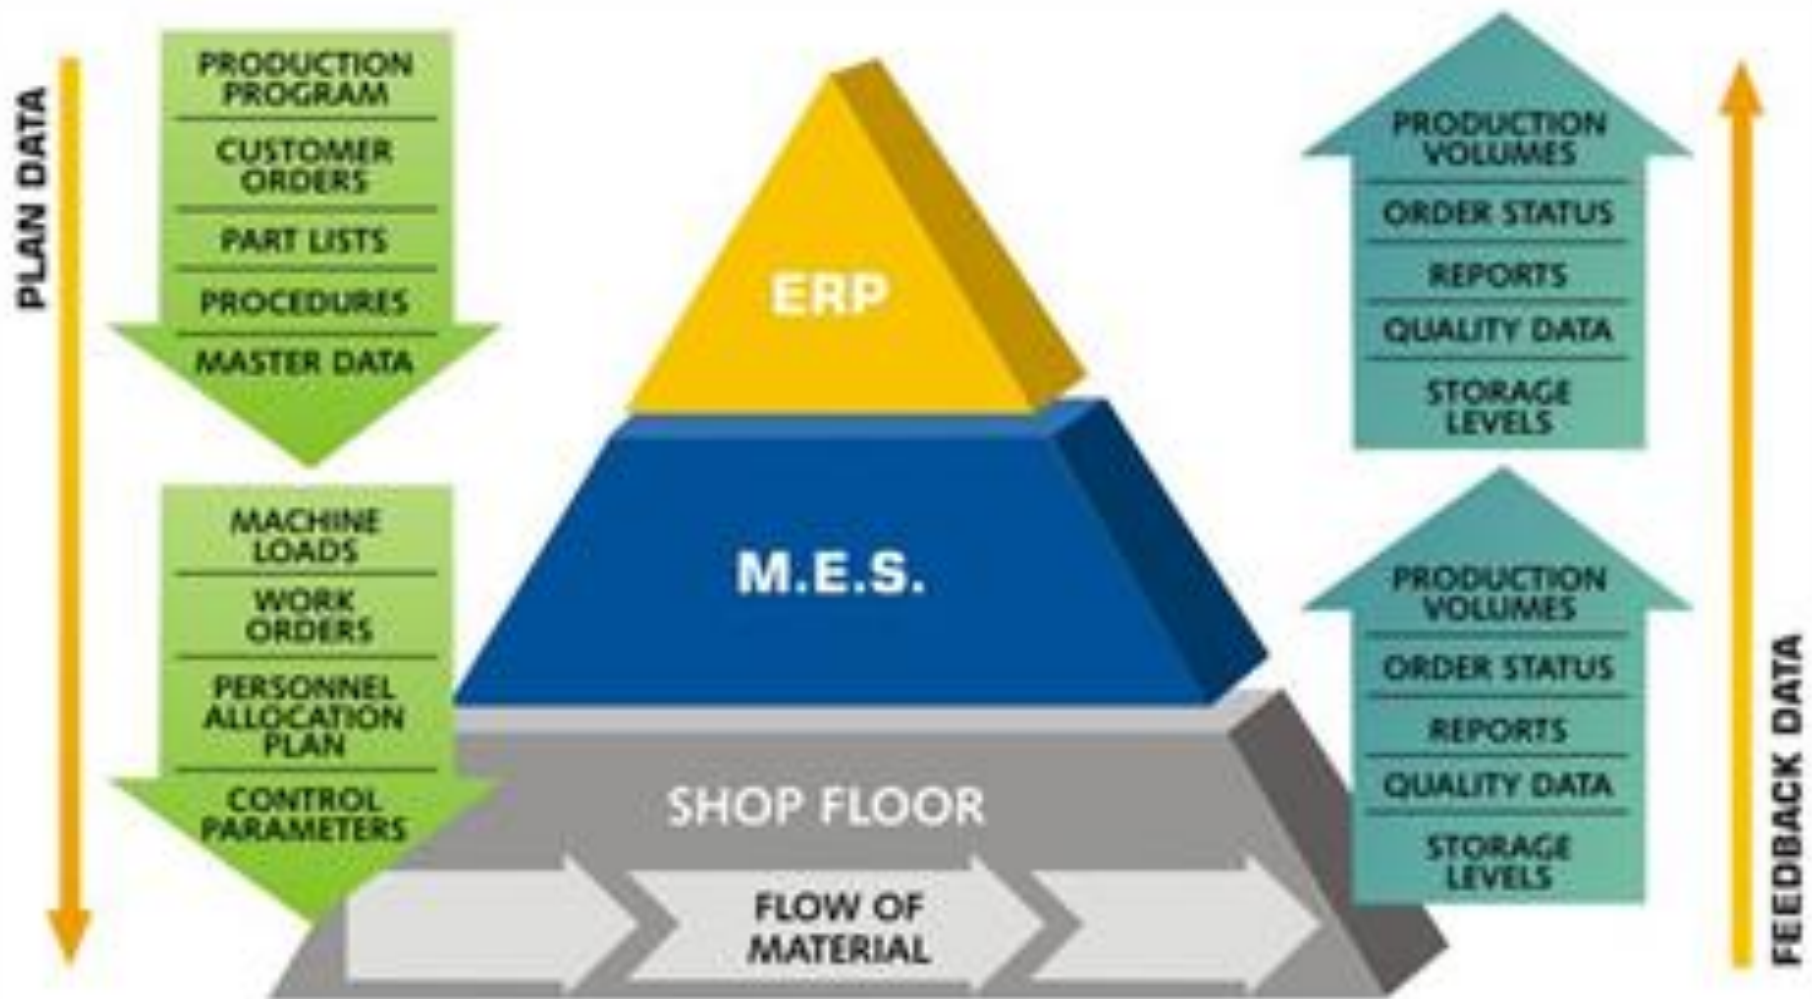 PLAN DATA
PRODUCTION
PROGRAM
CUSTOMER
ORDERS
PART LISTS
PROCEDURES
MASTER DATA
MACHINE
LOADS
WORK
ORDERS
PERSONNEL
ALLOCATION
PLAN
CONTROL
PARAMETERS
ERP
M.E.S.
SHOP FLOOR
FLOW OF
MATERIAL
PRODUCTION
VOLUMES
ORDER STATUS
REPORTS
QUALITY DATA
STORAGE
LEVELS
PRODUCTION
VOLUMES
ORDER STATUS
REPORTS
QUALITY DATA
STORAGE
LEVELS
FEEDBACK DATA